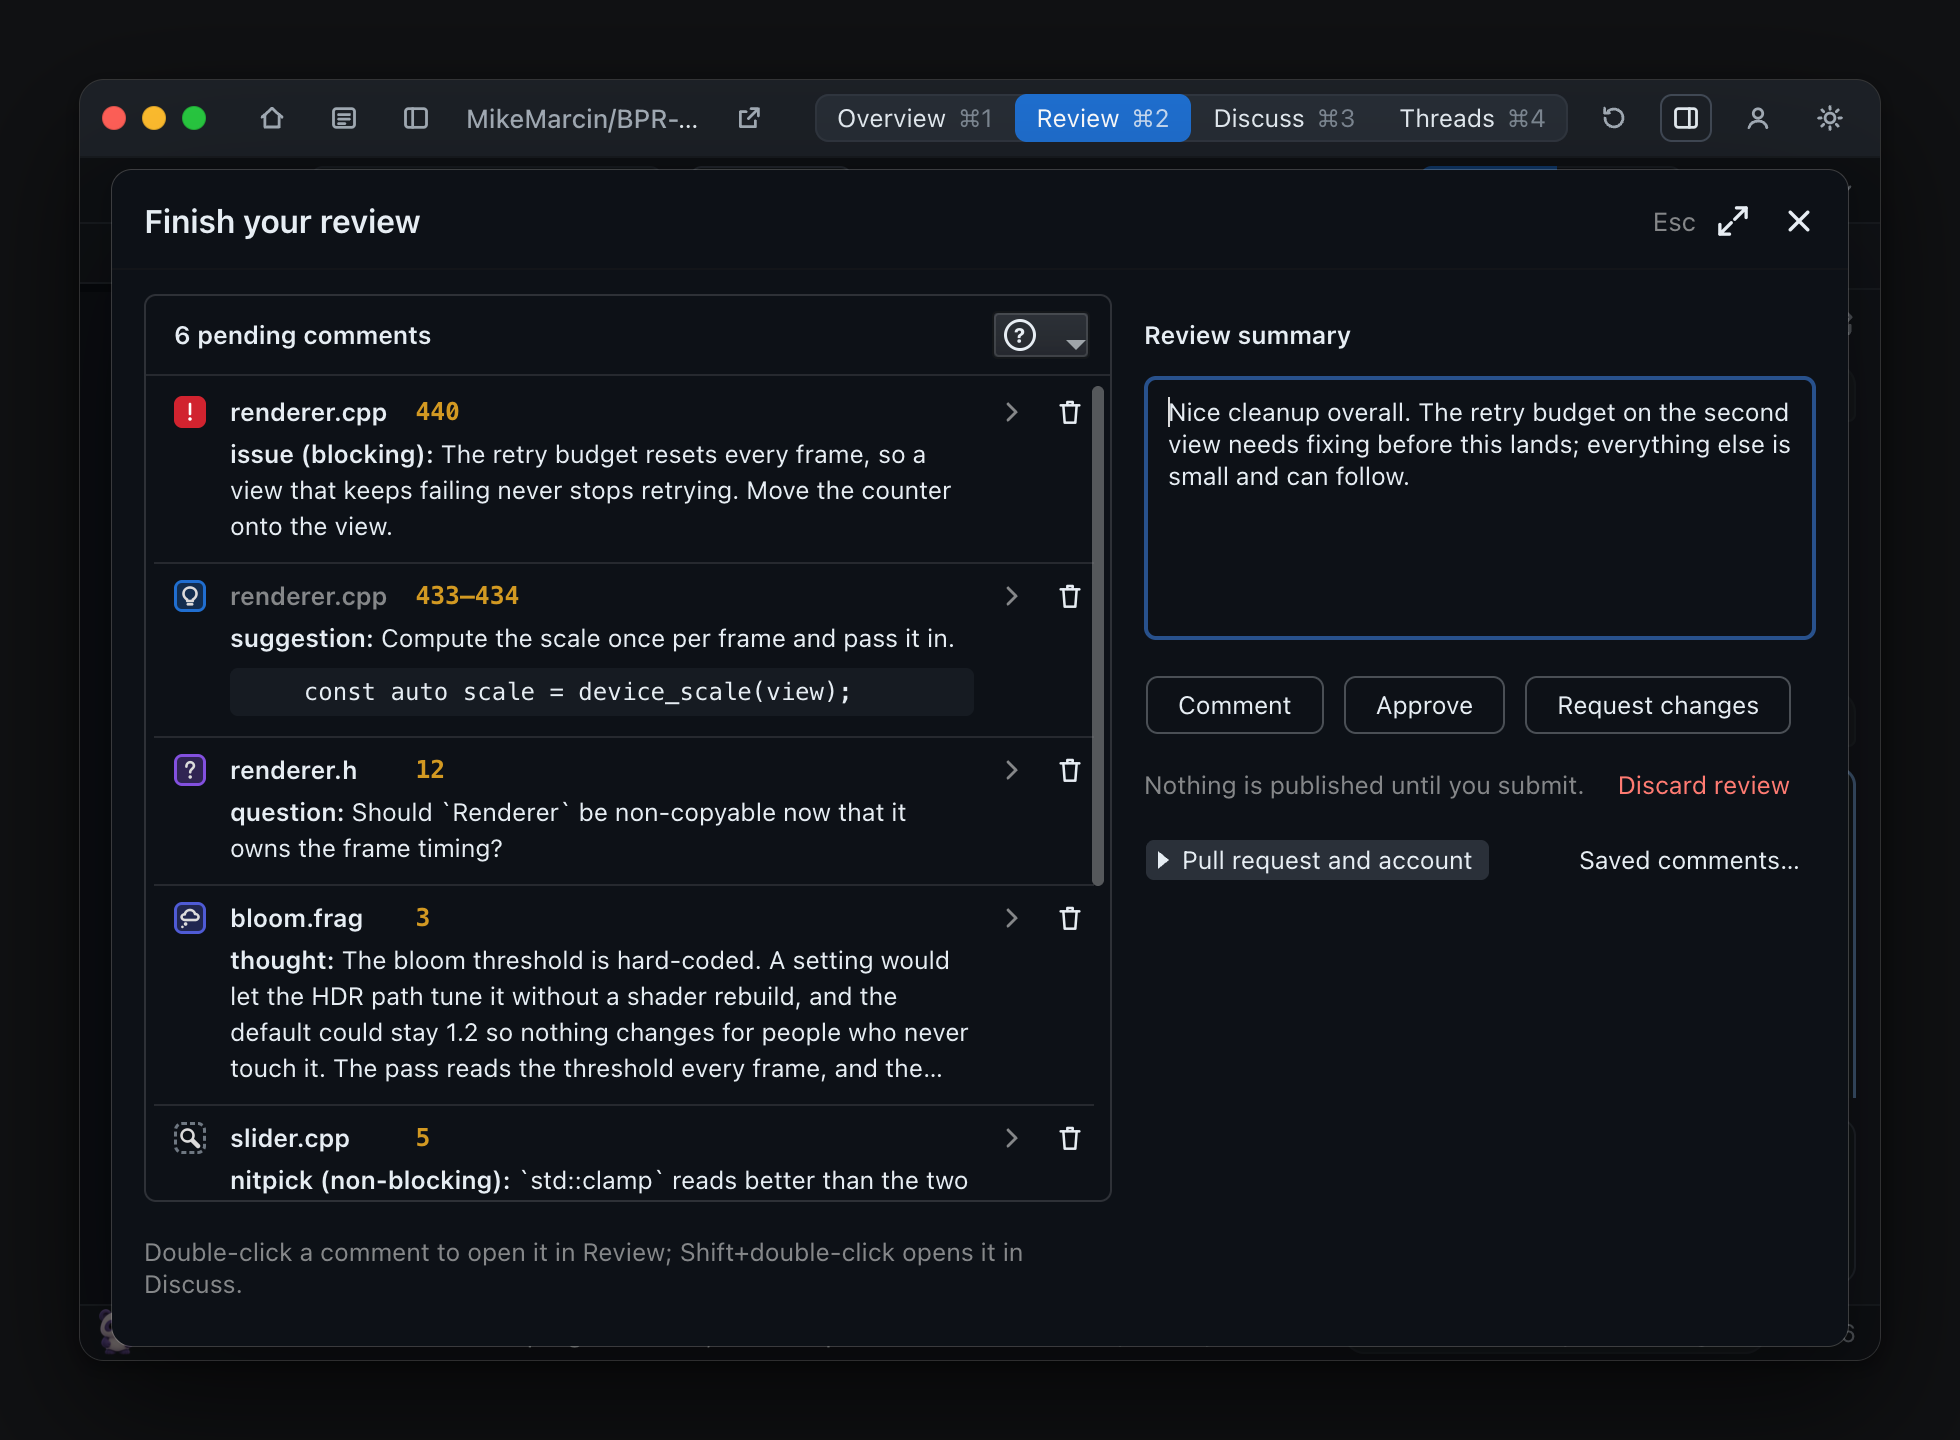 MikeMarcin/BPR-...
Overview ⌘1
Review ⌘2
Discuss ⌘3
Threads ⌘4
Finish your review
Esc
6 pending comments
renderer.cpp 440
issue (blocking): The retry budget resets every frame, so a
view that keeps failing never stops retrying. Move the counter
onto the view.
renderer.cpp 433–434
suggestion: Compute the scale once per frame and pass it in.
const auto scale = device_scale(view);
renderer.h 12
question: Should `Renderer` be non-copyable now that it
owns the frame timing?
bloom.frag 3
thought: The bloom threshold is hard-coded. A setting would
let the HDR path tune it without a shader rebuild, and the
default could stay 1.2 so nothing changes for people who never
touch it. The pass reads the threshold every frame, and the...
slider.cpp 5
nitpick (non-blocking): `std::clamp` reads better than the two
Double-click a comment to open it in Review; Shift+double-click opens it in
Discuss.
Review summary
Nice cleanup overall. The retry budget on the second
view needs fixing before this lands; everything else is
small and can follow.
Comment
Approve
Request changes
Nothing is published until you submit.
Discard review
Pull request and account
Saved comments...